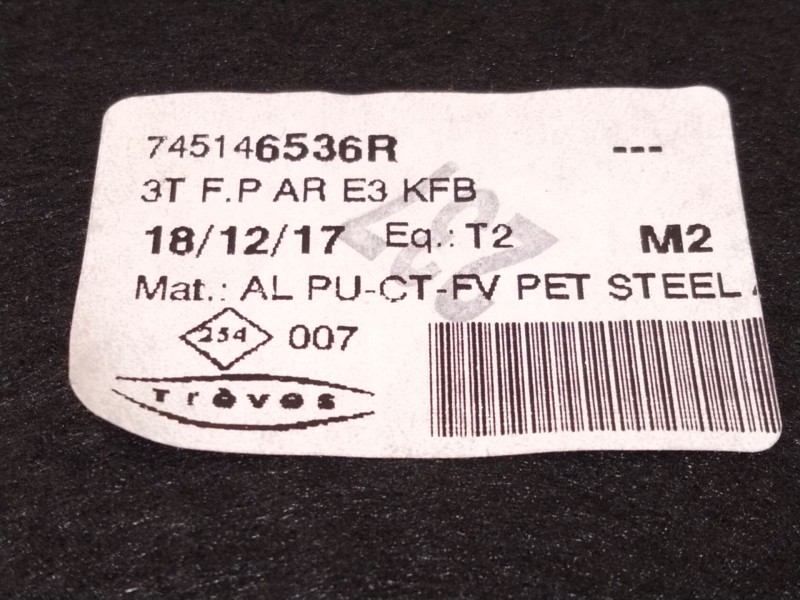 745146536R ---
3T F.P AR E3 KFB
18/12/17 Eq.: T2 M2
Mat.: AL PU-CT-FV PET STEEL
254 007
Trèves